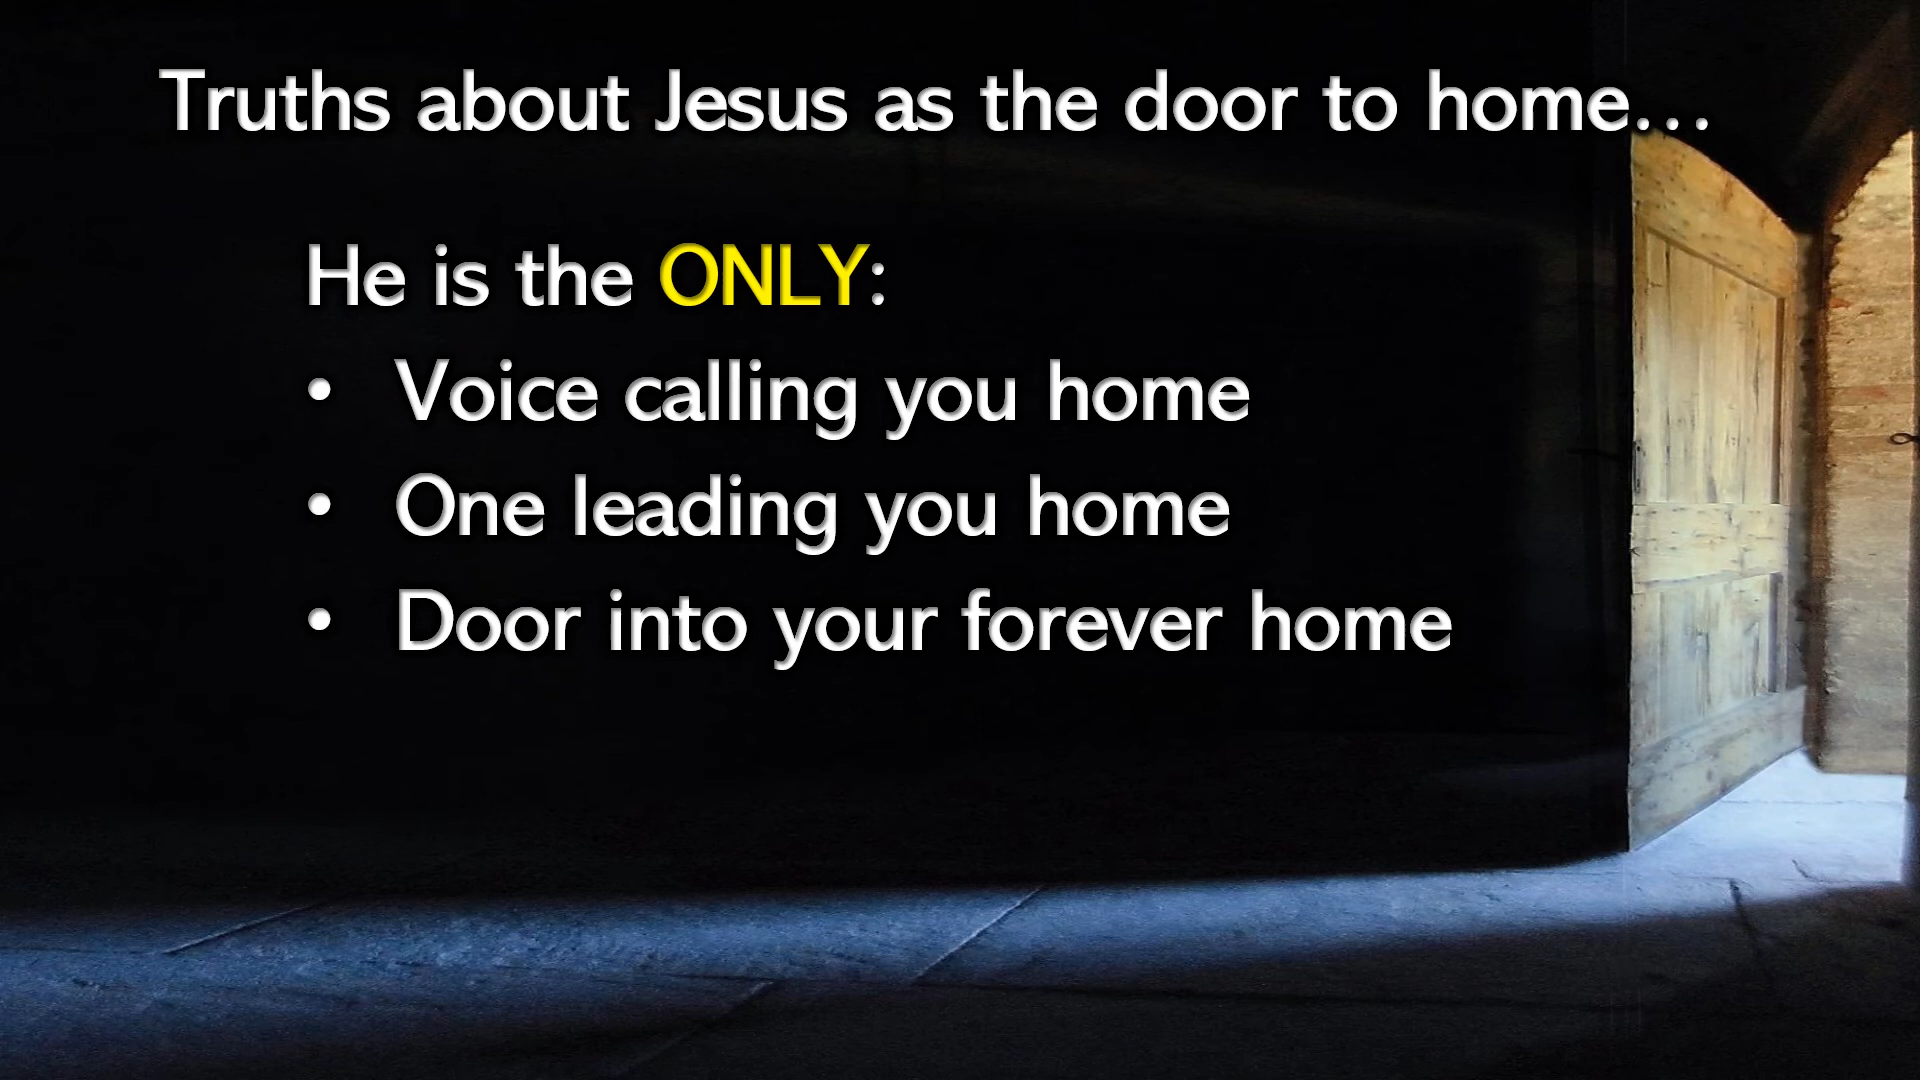 Truths about Jesus as the door to home…
He is the ONLY:
• Voice calling you home
• One leading you home
• Door into your forever home